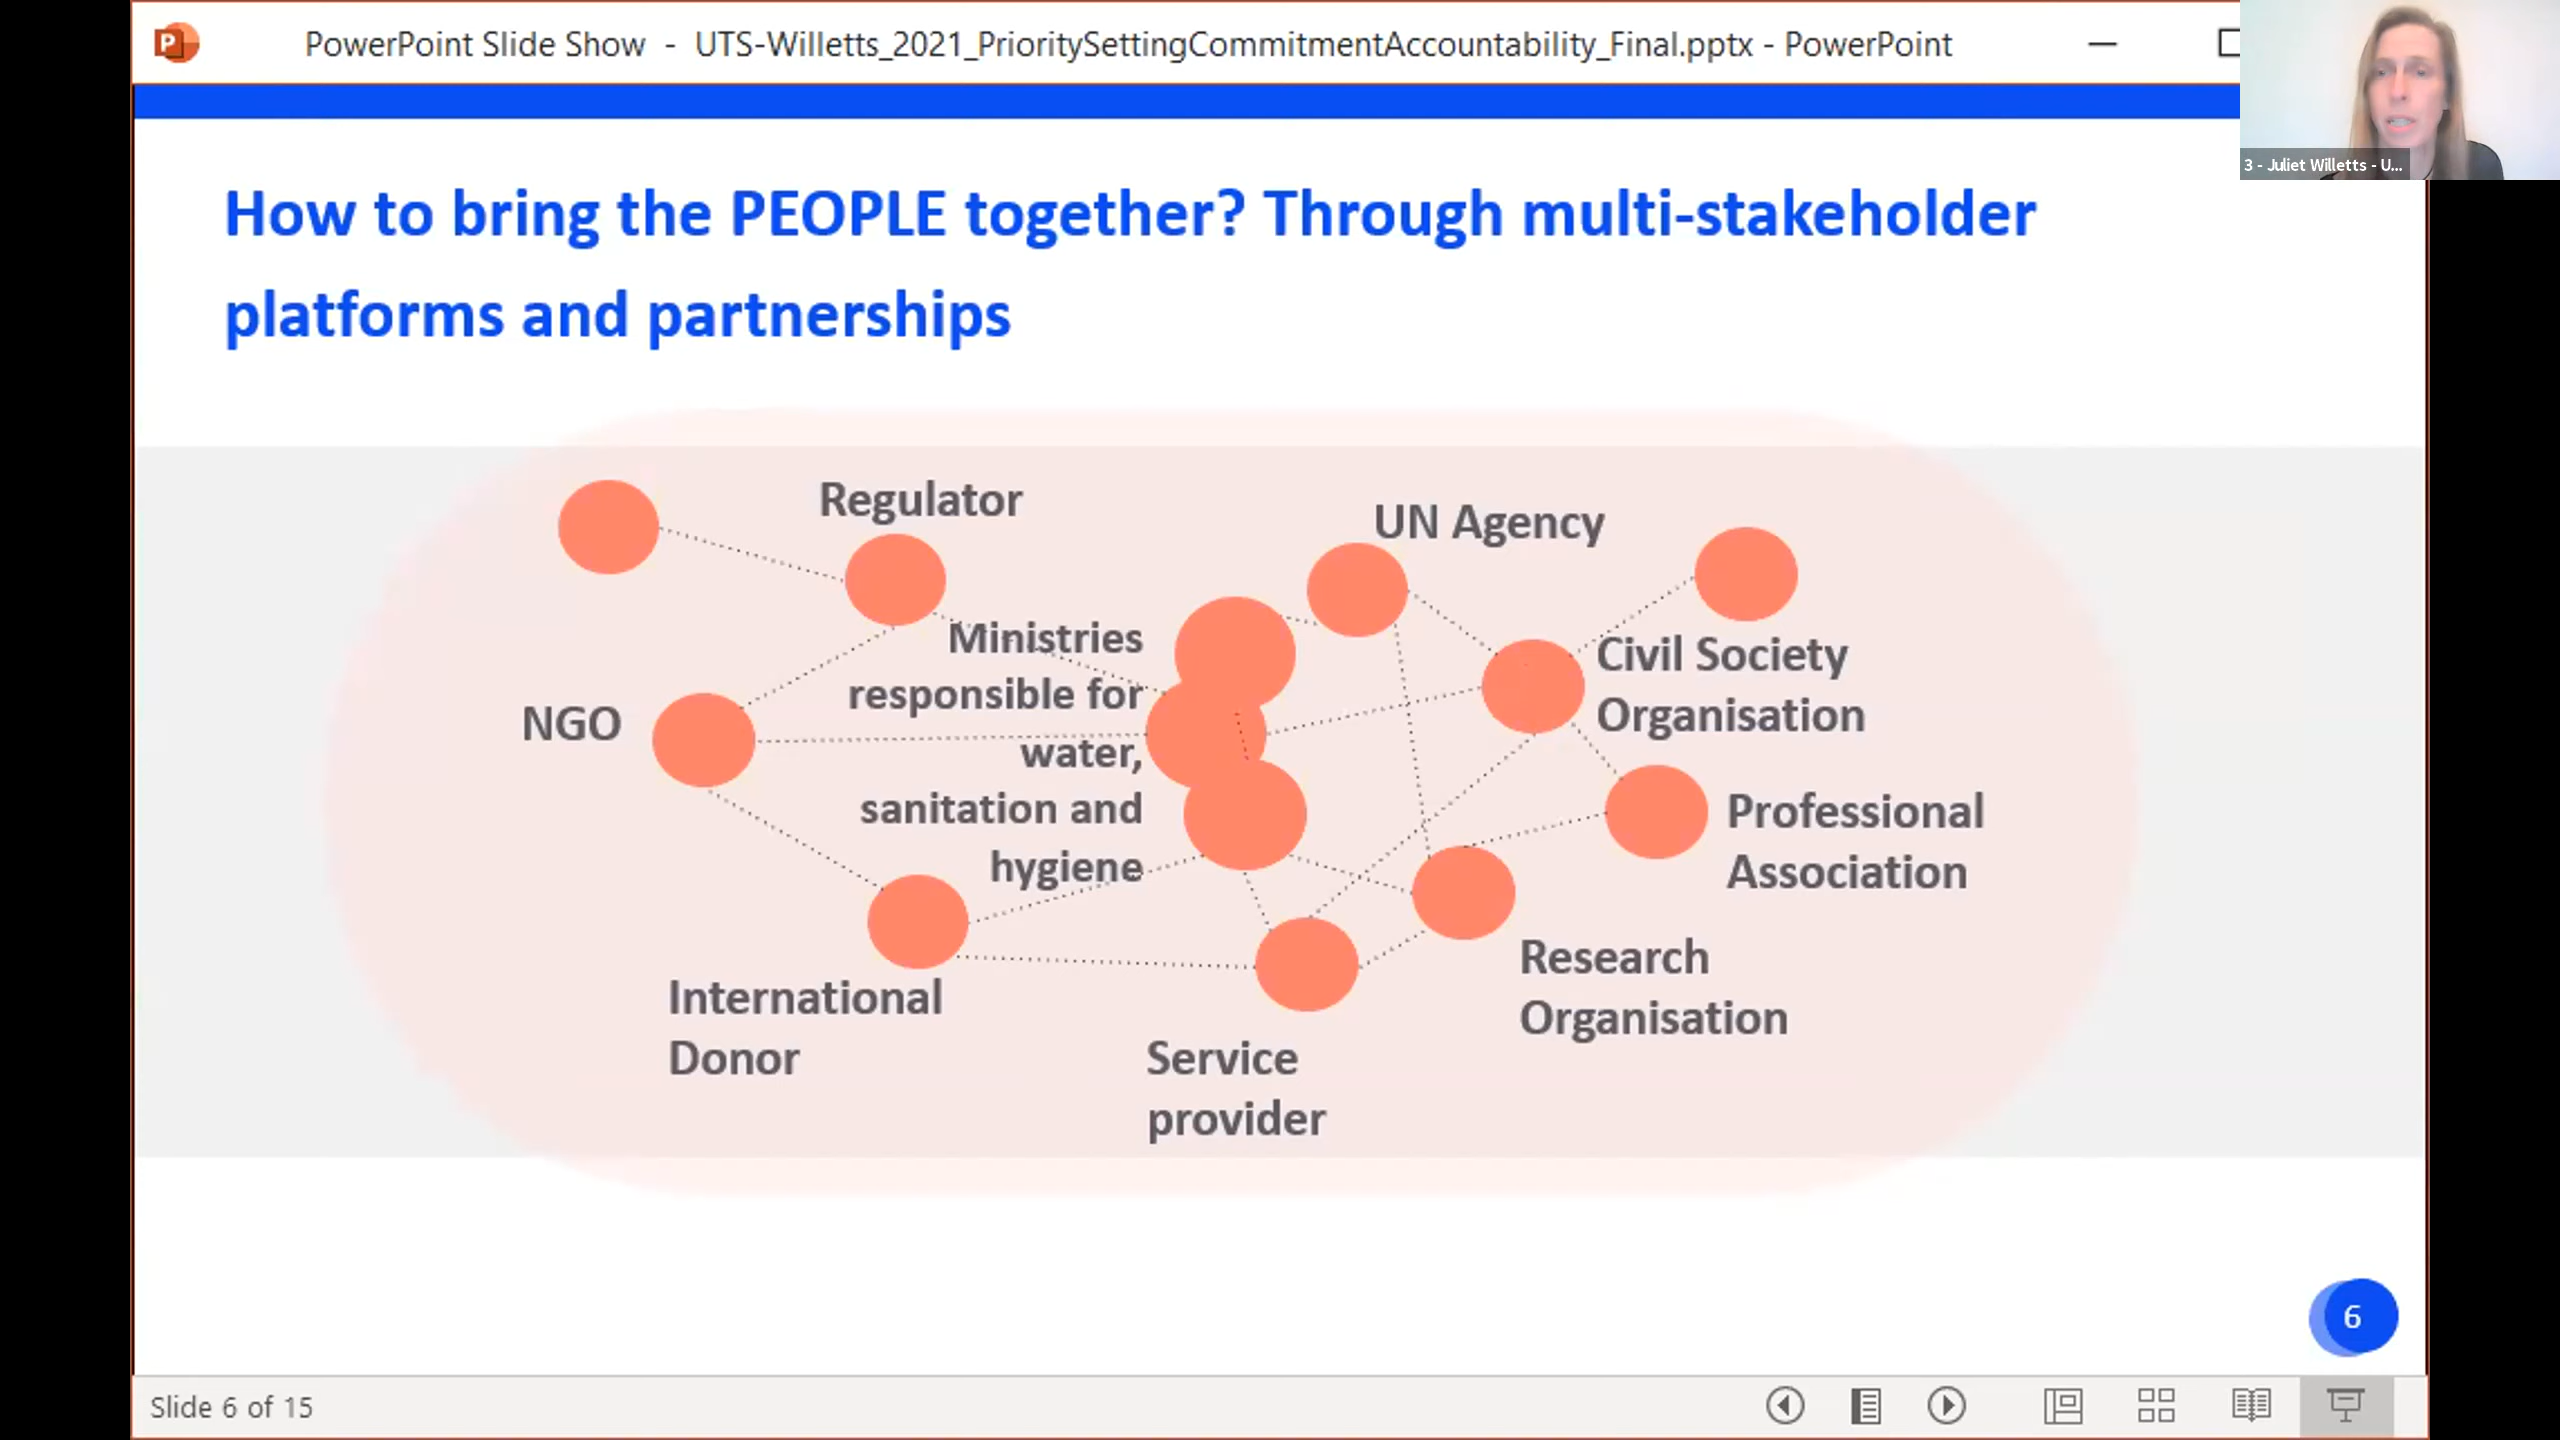 PowerPoint Slide Show - UTS-Willetts_2021_PrioritySettingCommitmentAccountability_Final.pptx - PowerPoint
3 - Juliet Willetts - U...
How to bring the PEOPLE together? Through multi-stakeholder
platforms and partnerships
Regulator
UN Agency
Ministries
responsible for
water,
sanitation and
hygiene
Civil Society
Organisation
NGO
Professional
Association
International
Donor
Research
Organisation
Service
provider
6
Slide 6 of 15